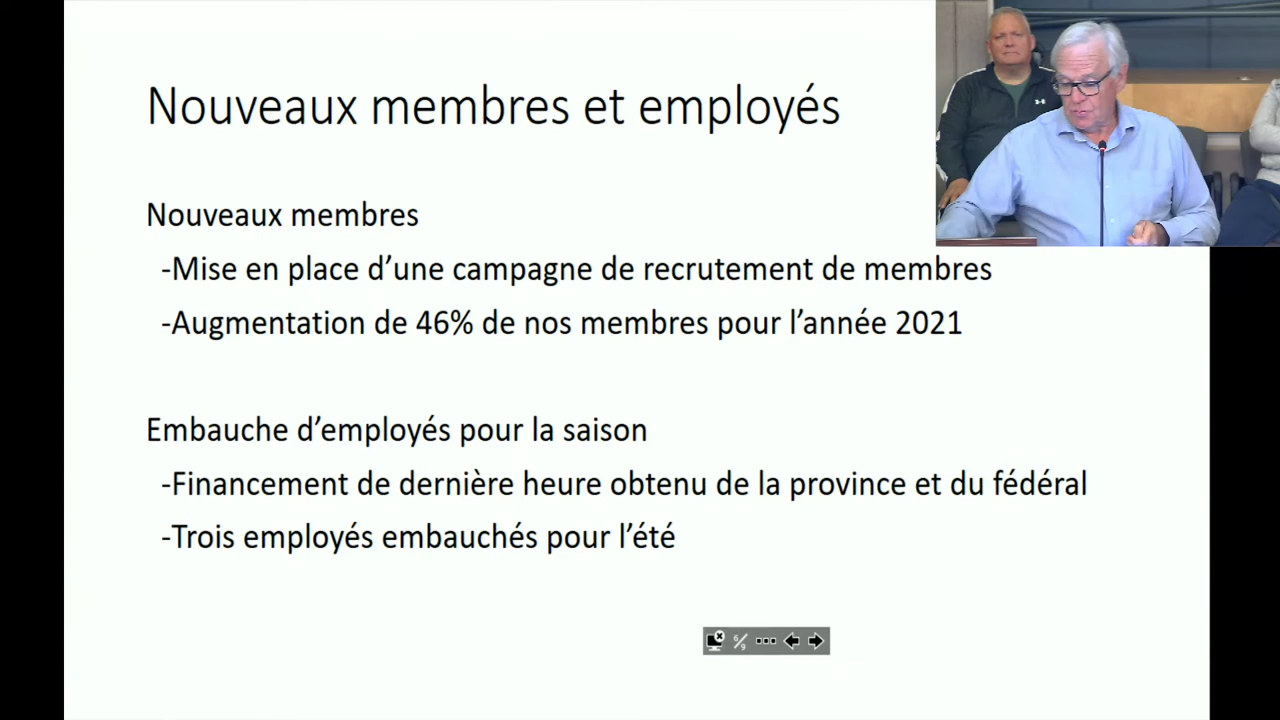 Nouveaux membres et employés
Nouveaux membres
-Mise en place d’une campagne de recrutement de membres
-Augmentation de 46% de nos membres pour l’année 2021
Embauche d’employés pour la saison
-Financement de dernière heure obtenu de la province et du fédéral
-Trois employés embauchés pour l’été
6/9